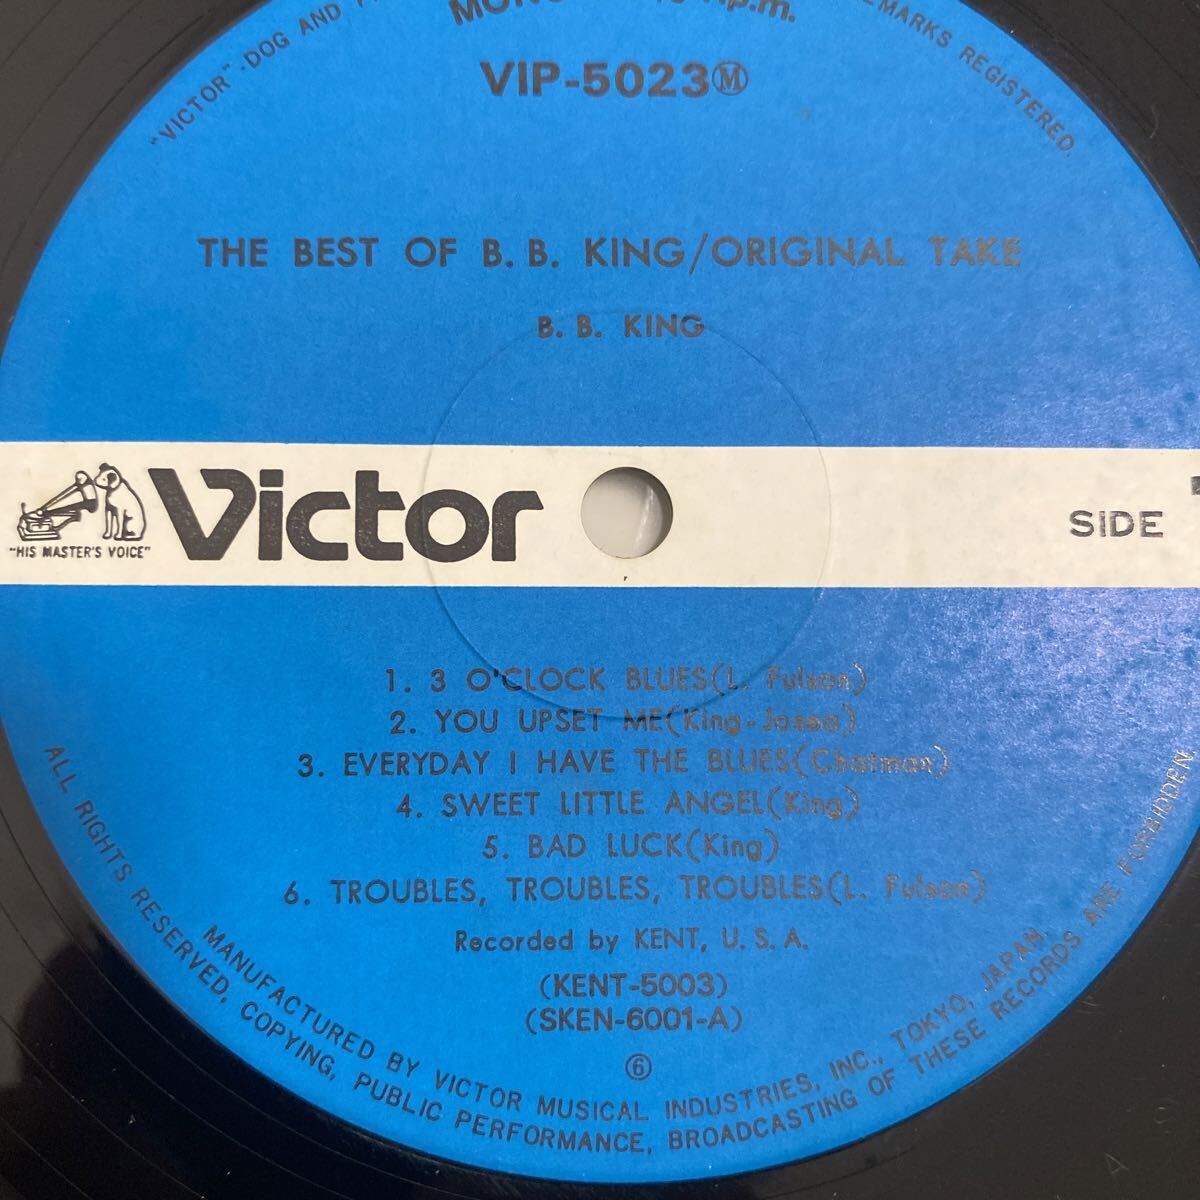 "VICTOR"-DOG AND
MARKS REGISTERED.
VIP-5023Ⓜ
THE BEST OF B. B. KING/ORIGINAL TAKE
B. B. KING
"HIS MASTER'S VOICE"
Victor
SIDE
1. 3 O'CLOCK BLUES(L. Fulson)
2. YOU UPSET ME(King-Josea)
3. EVERYDAY I HAVE THE BLUES(Chatman)
4. SWEET LITTLE ANGEL(King)
5. BAD LUCK(King)
6. TROUBLES, TROUBLES, TROUBLES(L. Fulson)
Recorded by KENT, U. S. A.
(KENT-5003)
(SKEN-6001-A)
⑥
MANUFACTURED BY VICTOR MUSICAL INDUSTRIES, INC., TOKYO, JAPAN.
ALL RIGHTS RESERVED, COPYING, PUBLIC PERFORMANCE, BROADCASTING OF THESE RECORDS ARE FORBIDDEN